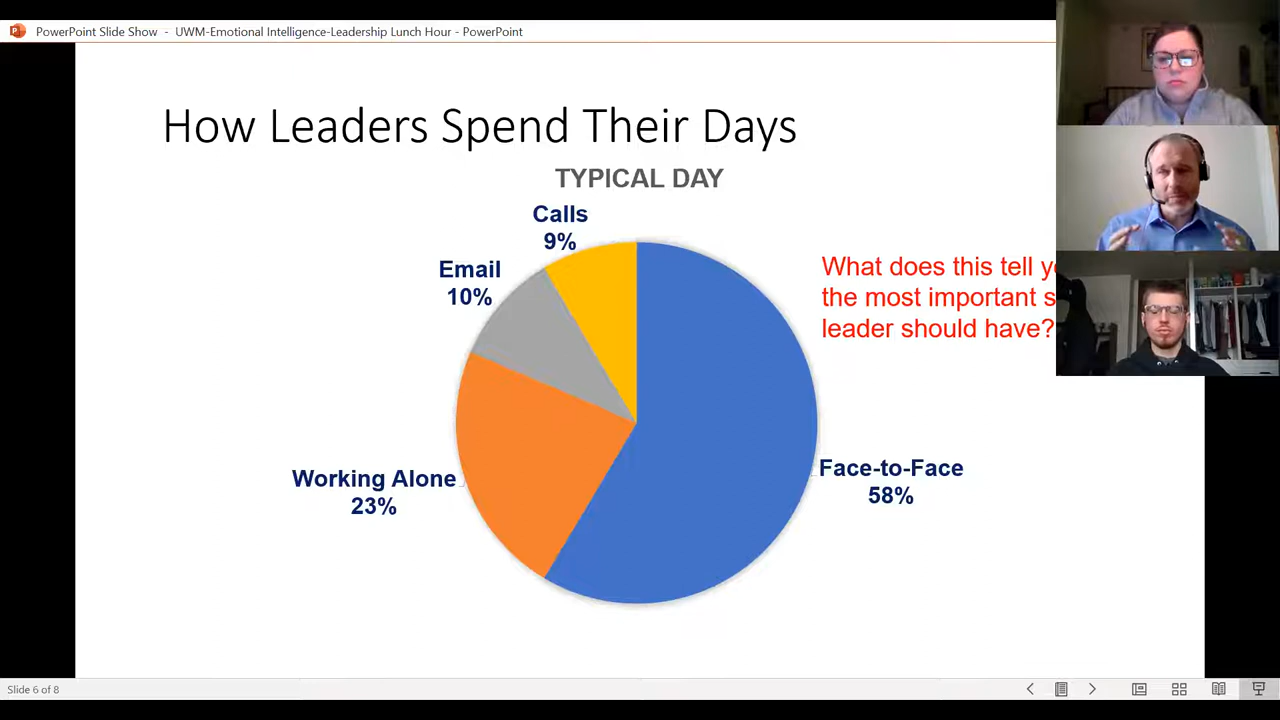 PowerPoint Slide Show - UWM-Emotional Intelligence-Leadership Lunch Hour - PowerPoint
How Leaders Spend Their Days
TYPICAL DAY
Calls
9%
Email
10%
What does this tell
the most important
leader should have?
Working Alone
23%
Face-to-Face
58%
Slide 6 of 8